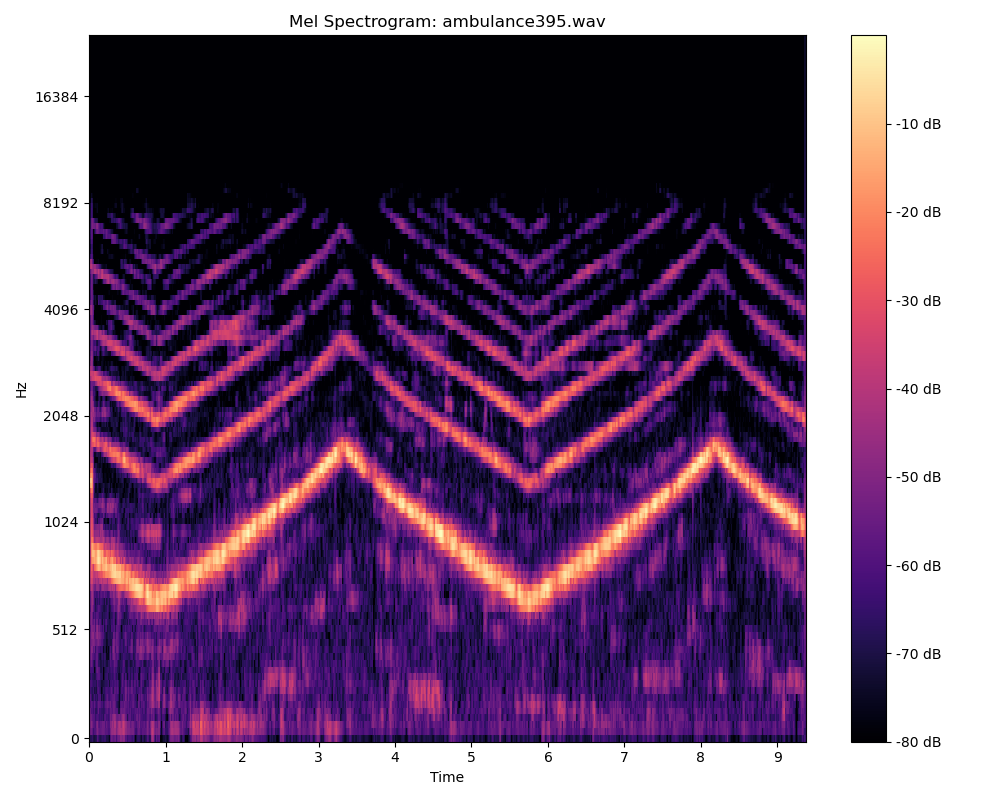 Mel Spectrogram: ambulance395.wav
16384
8192
4096
2048
1024
512
0
Hz
0 1 2 3 4 5 6 7 8 9
Time
-10 dB
-20 dB
-30 dB
-40 dB
-50 dB
-60 dB
-70 dB
-80 dB